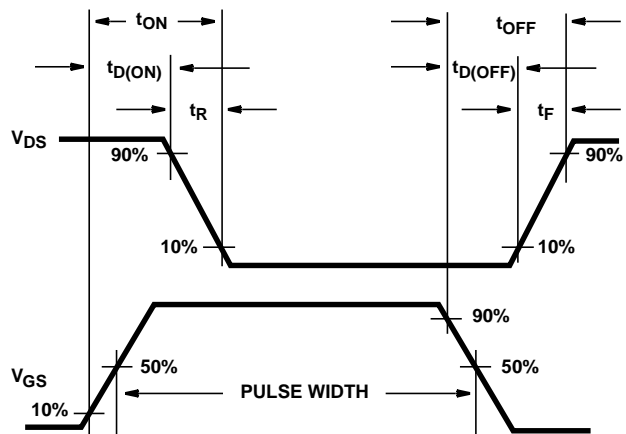 tON tOFF
tD(ON) tD(OFF)
tR tF
VDS
90% 90%
10% 10%
90%
50% 50%
VGS
PULSE WIDTH
10%